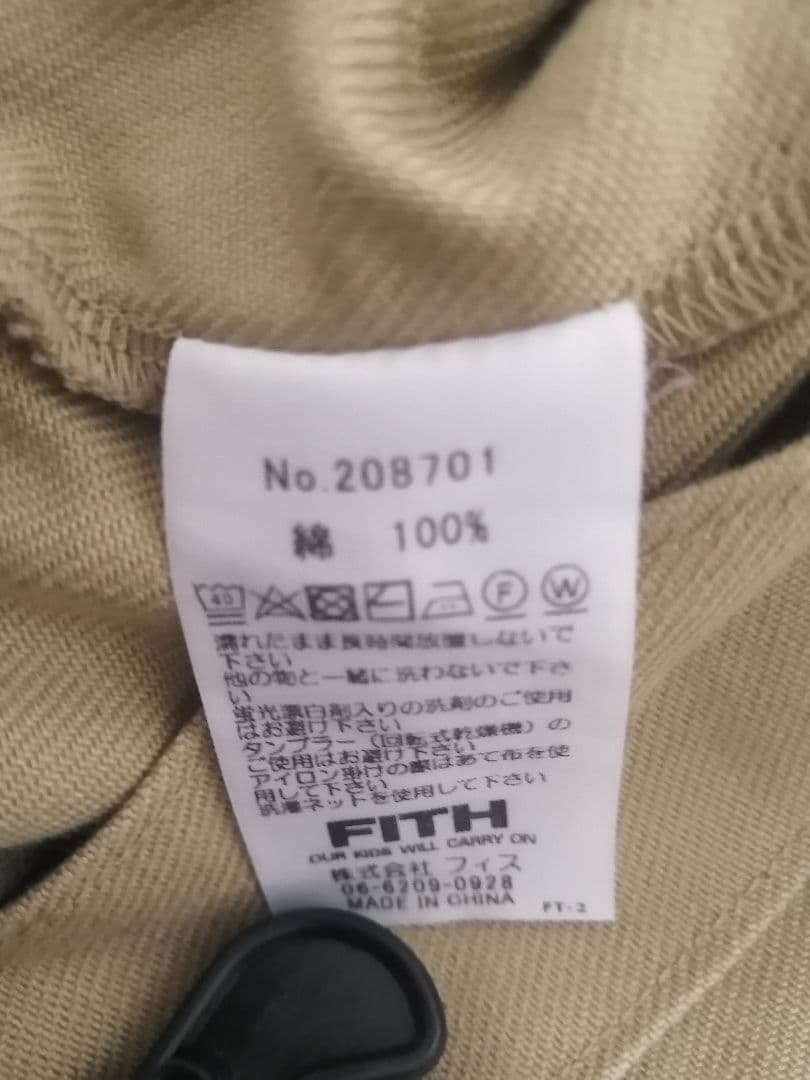 No.208701
綿 100%
40
F W
濡れたまま長時間放置しないで
下さい
他の物と一緒に洗わないで下さ
い
蛍光漂白剤入りの洗剤のご使用
はお避け下さい
タンブラー(回転式乾燥機)の
ご使用はお避け下さい
アイロン掛けの際はあて布を使
用して下さい
洗濯ネットを使用して下さい
FITH
OUR KIDS WILL CARRY ON
株式会社 フィス
06-6209-0928
MADE IN CHINA
FT-2